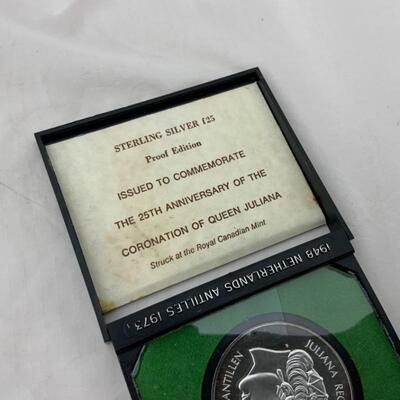 STERLING SILVER f25
Proof Edition
ISSUED TO COMMEMORATE
THE 25TH ANNIVERSARY OF THE
CORONATION OF QUEEN JULIANA
Struck at the Royal Canadian Mint
1948 NETHERLANDS ANTILLES 1973
ANTILLEN JULIANA REG